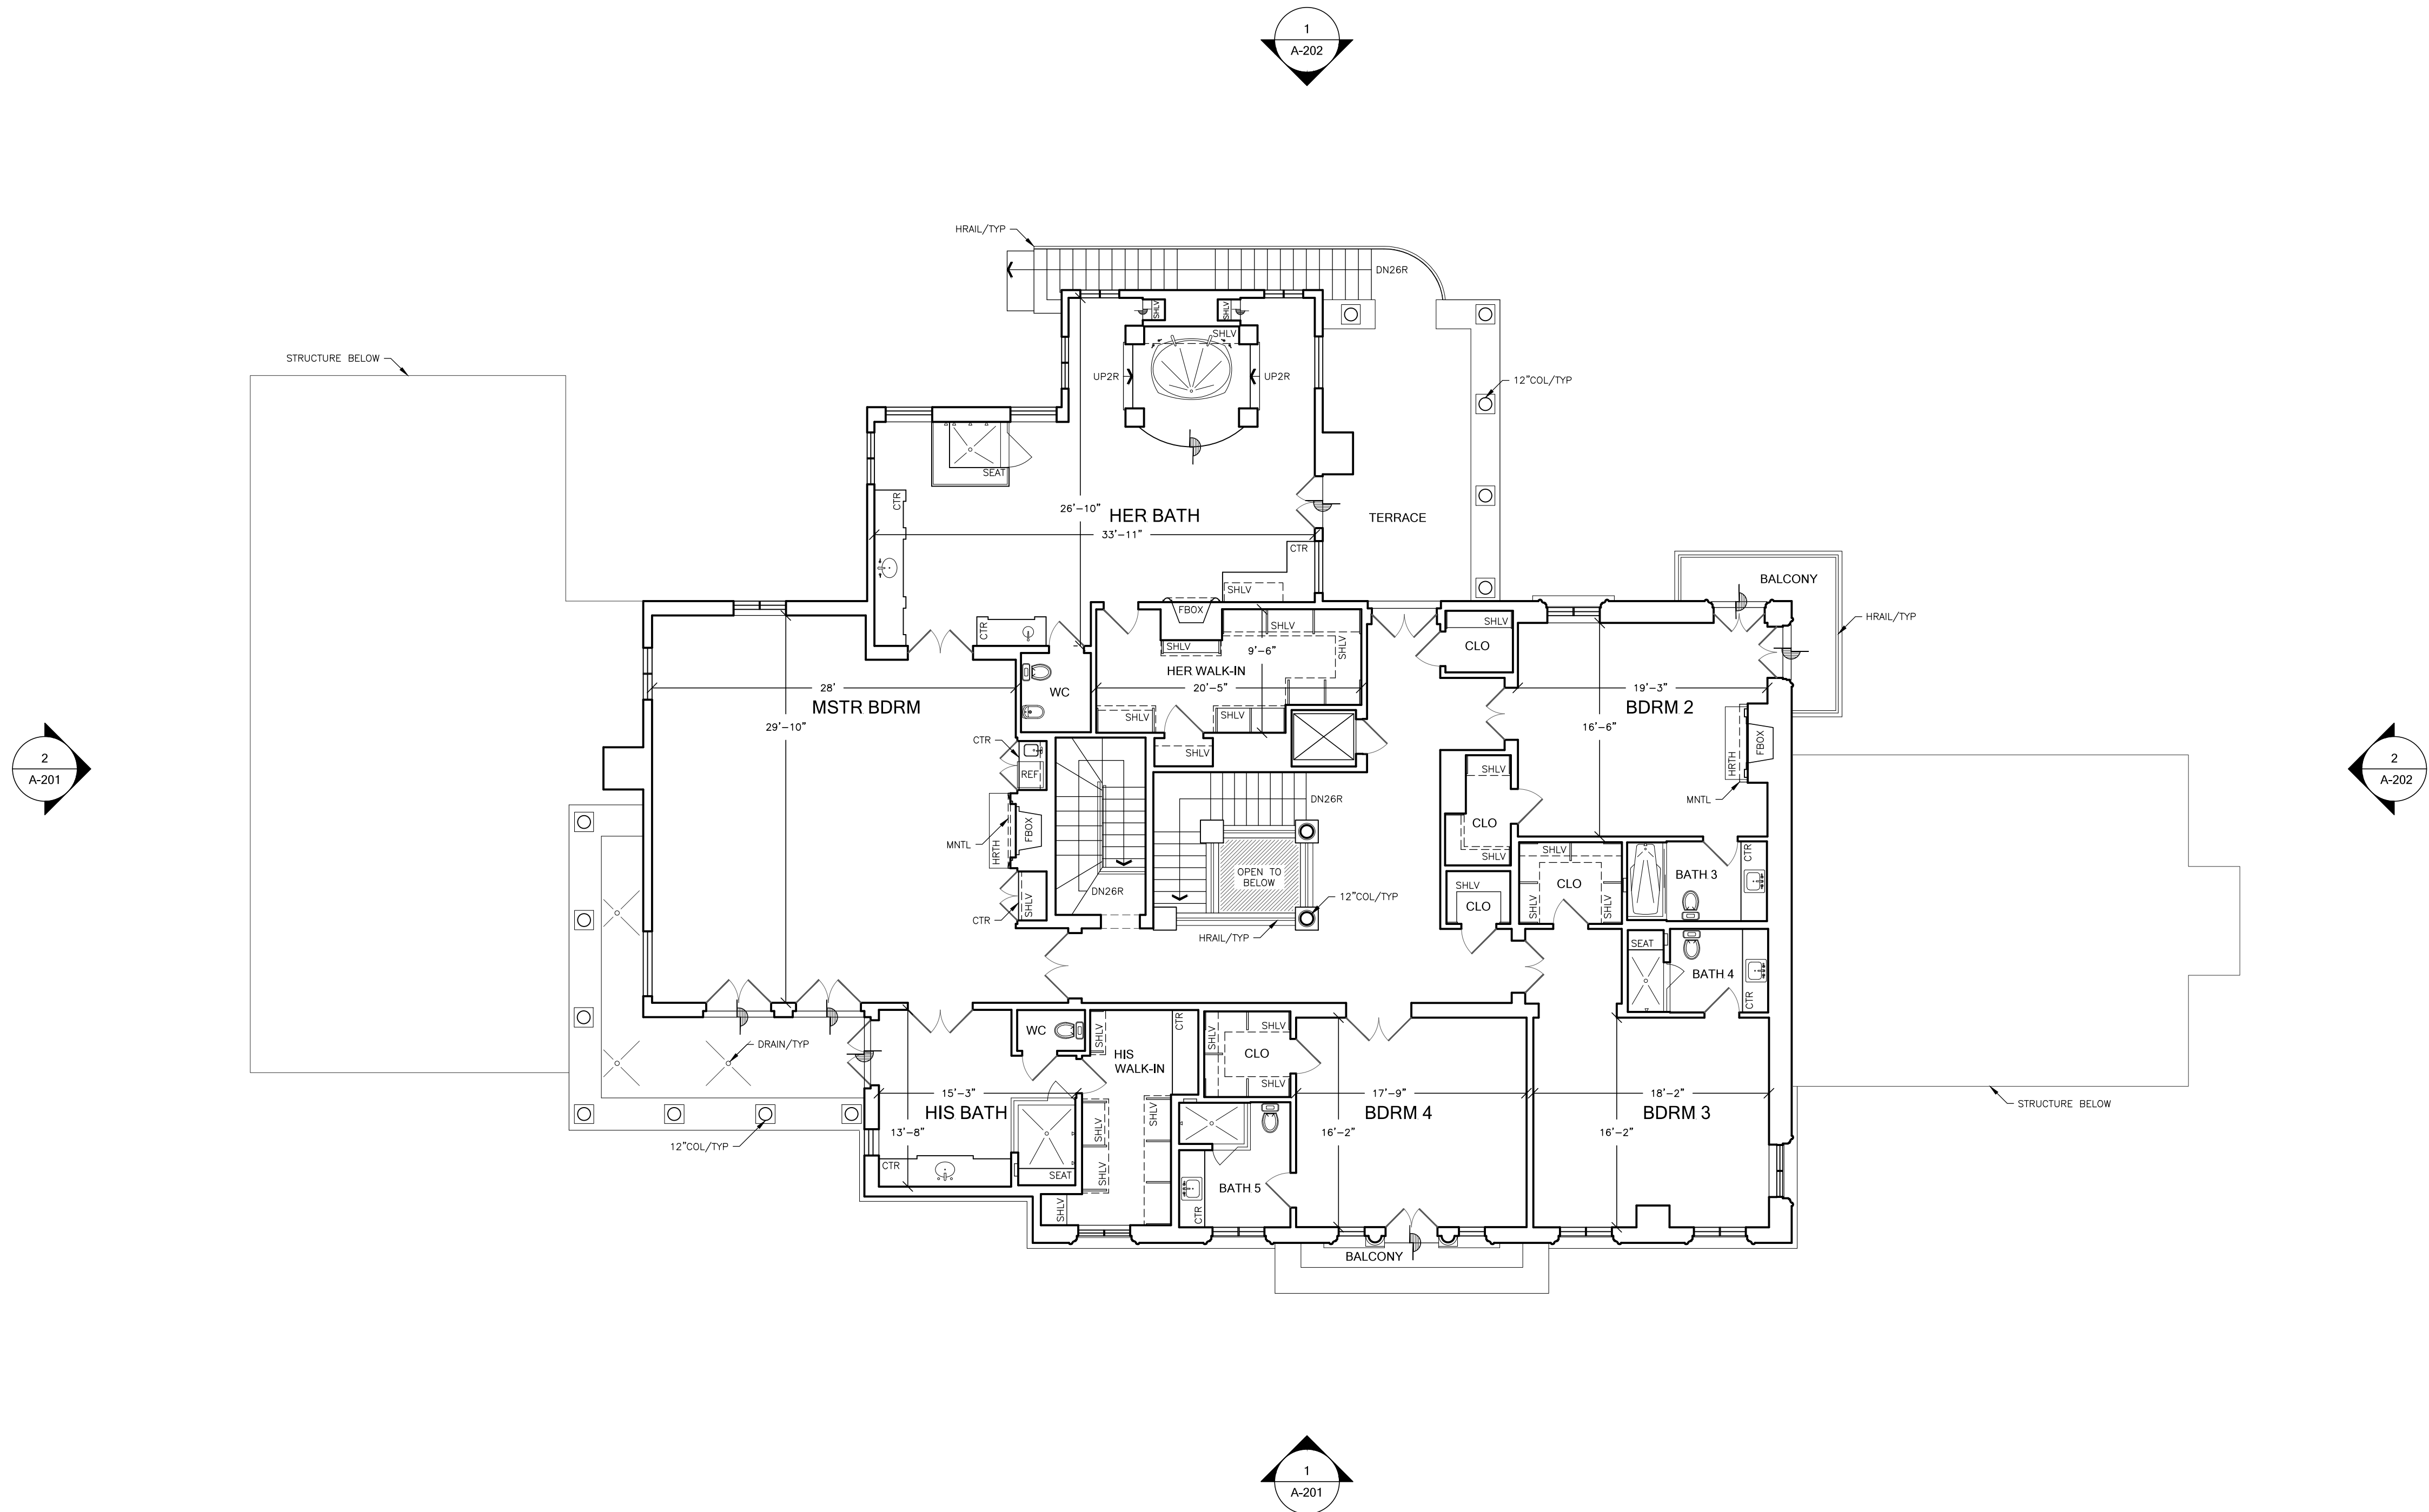 1
A-202
HRAIL/TYP
DN26R
SHLV
SHLV
SHLV
STRUCTURE BELOW
UP2R
UP2R
12"COL/TYP
SEAT
CTR
26'-10"
HER BATH
TERRACE
33'-11"
CTR
BALCONY
SHLV
FBOX
HRAIL/TYP
CTR
SHLV
SHLV
CLO
SHLV
SHLV
9'-6"
HER WALK-IN
WC
28'
20'-5"
19'-3"
MSTR BDRM
BDRM 2
SHLV
SHLV
29'-10"
16'-6"
CTR
SHLV
FBOX
HRTH
2
A-201
2
A-202
REF
SHLV
DN26R
MNTL
FBOX
MNTL
HRTH
CLO
SHLV
SHLV
CTR
OPEN TO
BELOW
BATH 3
CLO
SHLV
DN26R
12"COL/TYP
CLO
SHLV
SHLV
SHLV
CTR
HRAIL/TYP
SEAT
BATH 4
CTR
WC
SHLV
CTR
SHLV
SHLV
DRAIN/TYP
HIS
WALK-IN
CLO
SHLV
15'-3"
17'-9"
18'-2"
HIS BATH
BDRM 4
BDRM 3
STRUCTURE BELOW
SHLV
SHLV
13'-8"
16'-2"
16'-2"
12"COL/TYP
CTR
SEAT
SHLV
BATH 5
SHLV
CTR
BALCONY
1
A-201